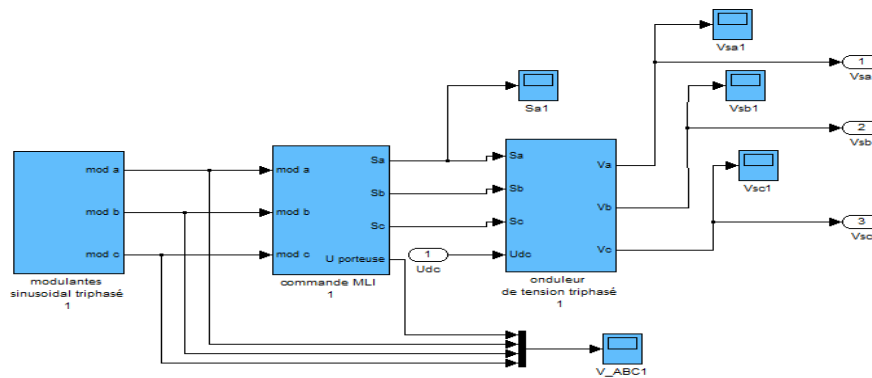 Vsa1
1
Vsa
Sa1
Vsb1
2
Vsb
mod a
mod b
mod c
modulantes
sinusoidal triphasé
1
mod a
mod b
mod c
Sa
Sb
Sc
U porteuse
commande MLI
1
1
Udc
Sa
Sb
Sc
Udc
Va
Vb
Vc
onduleur
de tension triphasé
1
Vsc1
3
Vsc
V_ABC1